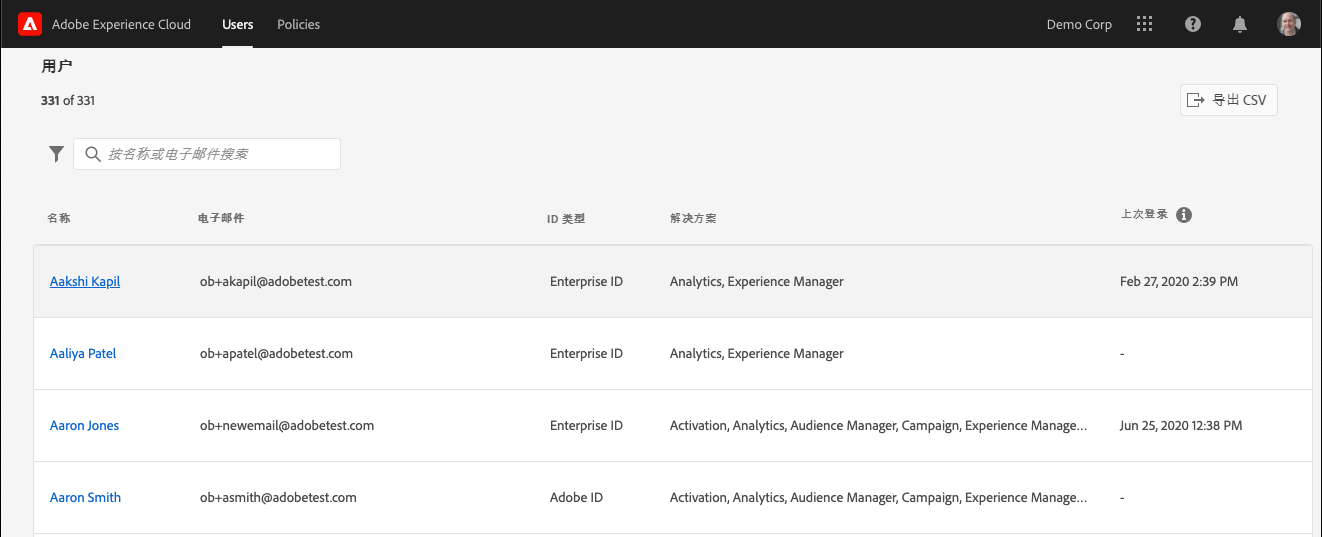 Adobe Experience Cloud Users Policies Demo Corp
用户
331 of 331
导出 CSV
按名称或电子邮件搜索
名称 电子邮件 ID 类型 解决方案 上次登录
Aakshi Kapil ob+akapil@adobetest.com Enterprise ID Analytics, Experience Manager Feb 27, 2020 2:39 PM
Aaliya Patel ob+apatel@adobetest.com Enterprise ID Analytics, Experience Manager -
Aaron Jones ob+newemail@adobetest.com Enterprise ID Activation, Analytics, Audience Manager, Campaign, Experience Manage... Jun 25, 2020 12:38 PM
Aaron Smith ob+asmith@adobetest.com Adobe ID Activation, Analytics, Audience Manager, Campaign, Experience Manage... -